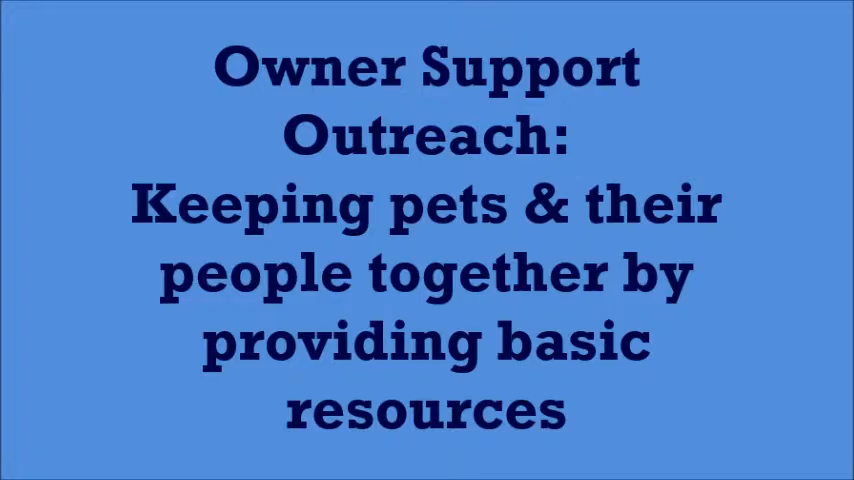 Owner Support
Outreach:
Keeping pets & their
people together by
providing basic
resources